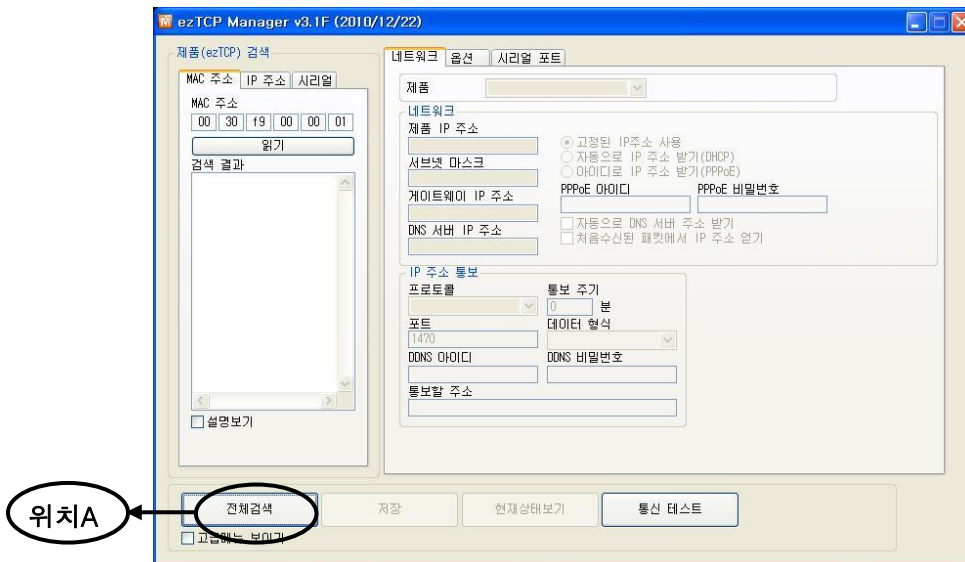 ezTCP Manager v3.1F (2010/12/22)
제품(ezTCP) 검색
MAC 주소 IP 주소 시리얼
MAC 주소
00 30 f9 00 00 01
읽기
검색 결과
설명보기
네트워크 옵션 시리얼 포트
제품
네트워크
제품 IP 주소
서브넷 마스크
게이트웨이 IP 주소
DNS 서버 IP 주소
고정된 IP주소 사용
자동으로 IP 주소 받기(DHCP)
아이디로 IP 주소 받기(PPPoE)
PPPoE 아이디 PPPoE 비밀번호
자동으로 DNS 서버 주소 받기
처음수신된 패킷에서 IP 주소 얻기
IP 주소 통보
프로토콜 통보 주기
0 분
포트 데이터 형식
1470
DDNS 아이디 DDNS 비밀번호
통보할 주소
위치A
전체검색 저장 현재상태보기 통신 테스트
고급메뉴 보이기